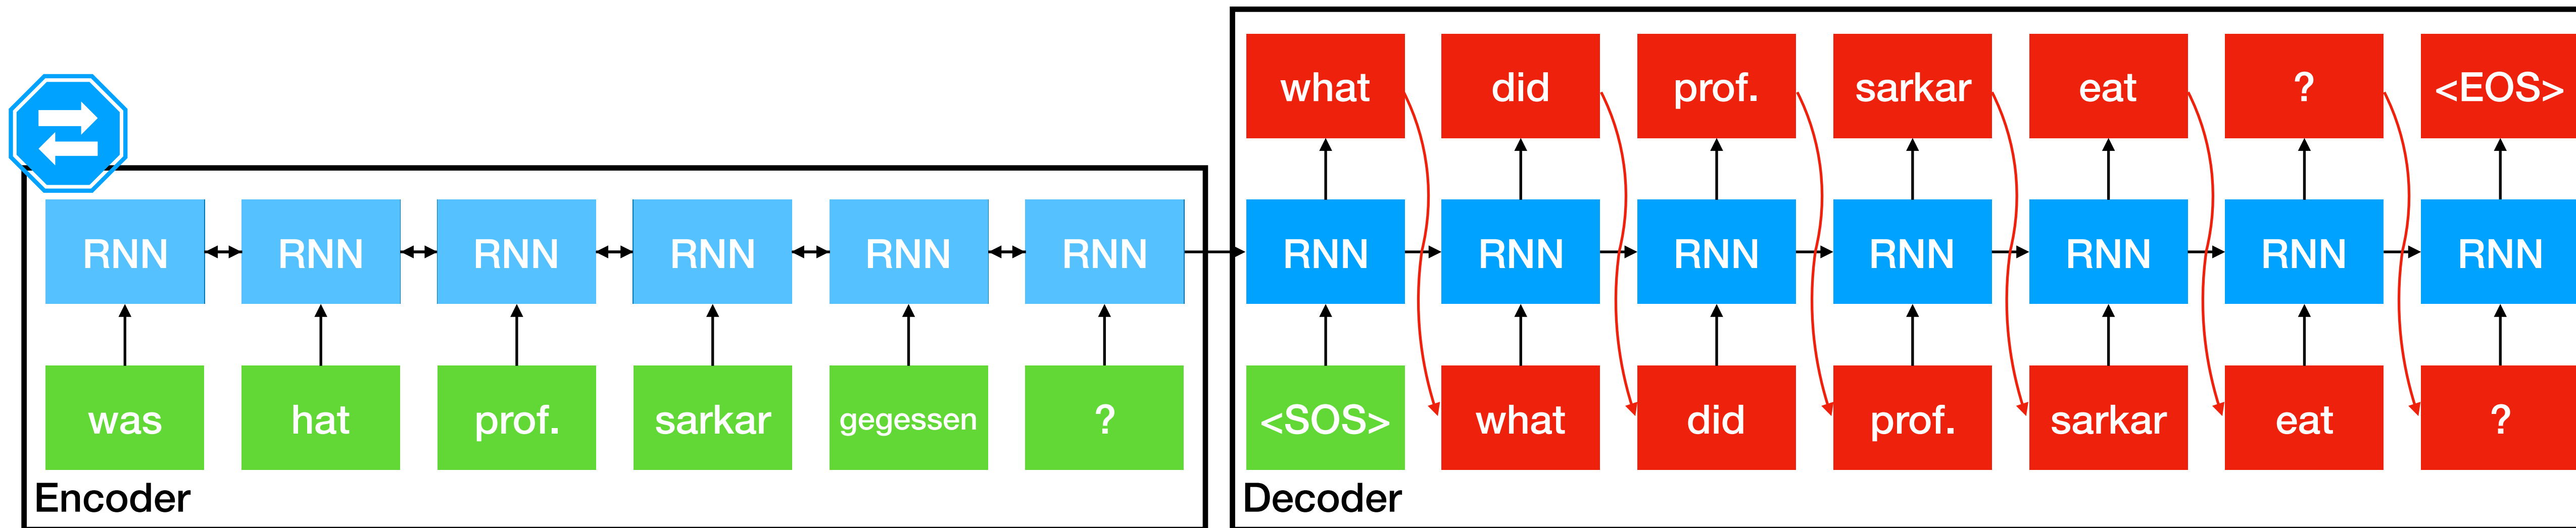 what did prof. sarkar eat ? <EOS>
RNN RNN RNN RNN RNN RNN RNN RNN RNN RNN RNN RNN RNN
was hat prof. sarkar gegessen ? <SOS> what did prof. sarkar eat ?
Encoder Decoder